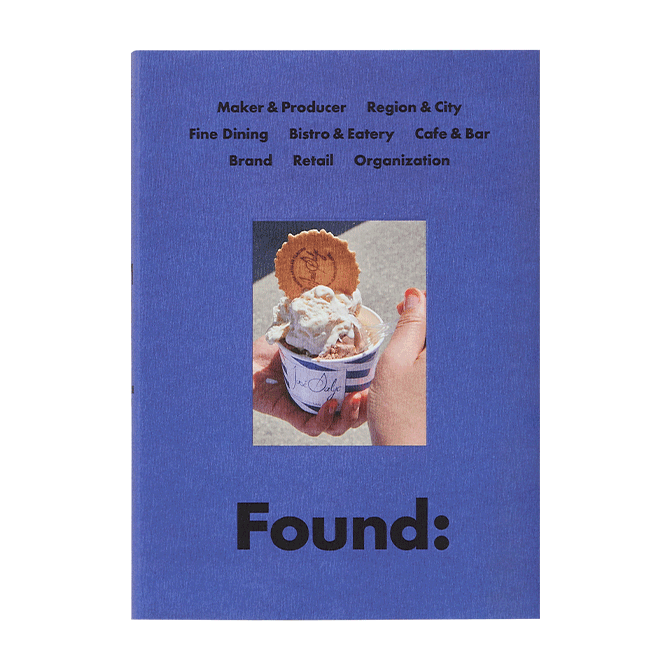 Maker & Producer Region & City
Fine Dining Bistro & Eatery Cafe & Bar
Brand Retail Organization
Found: